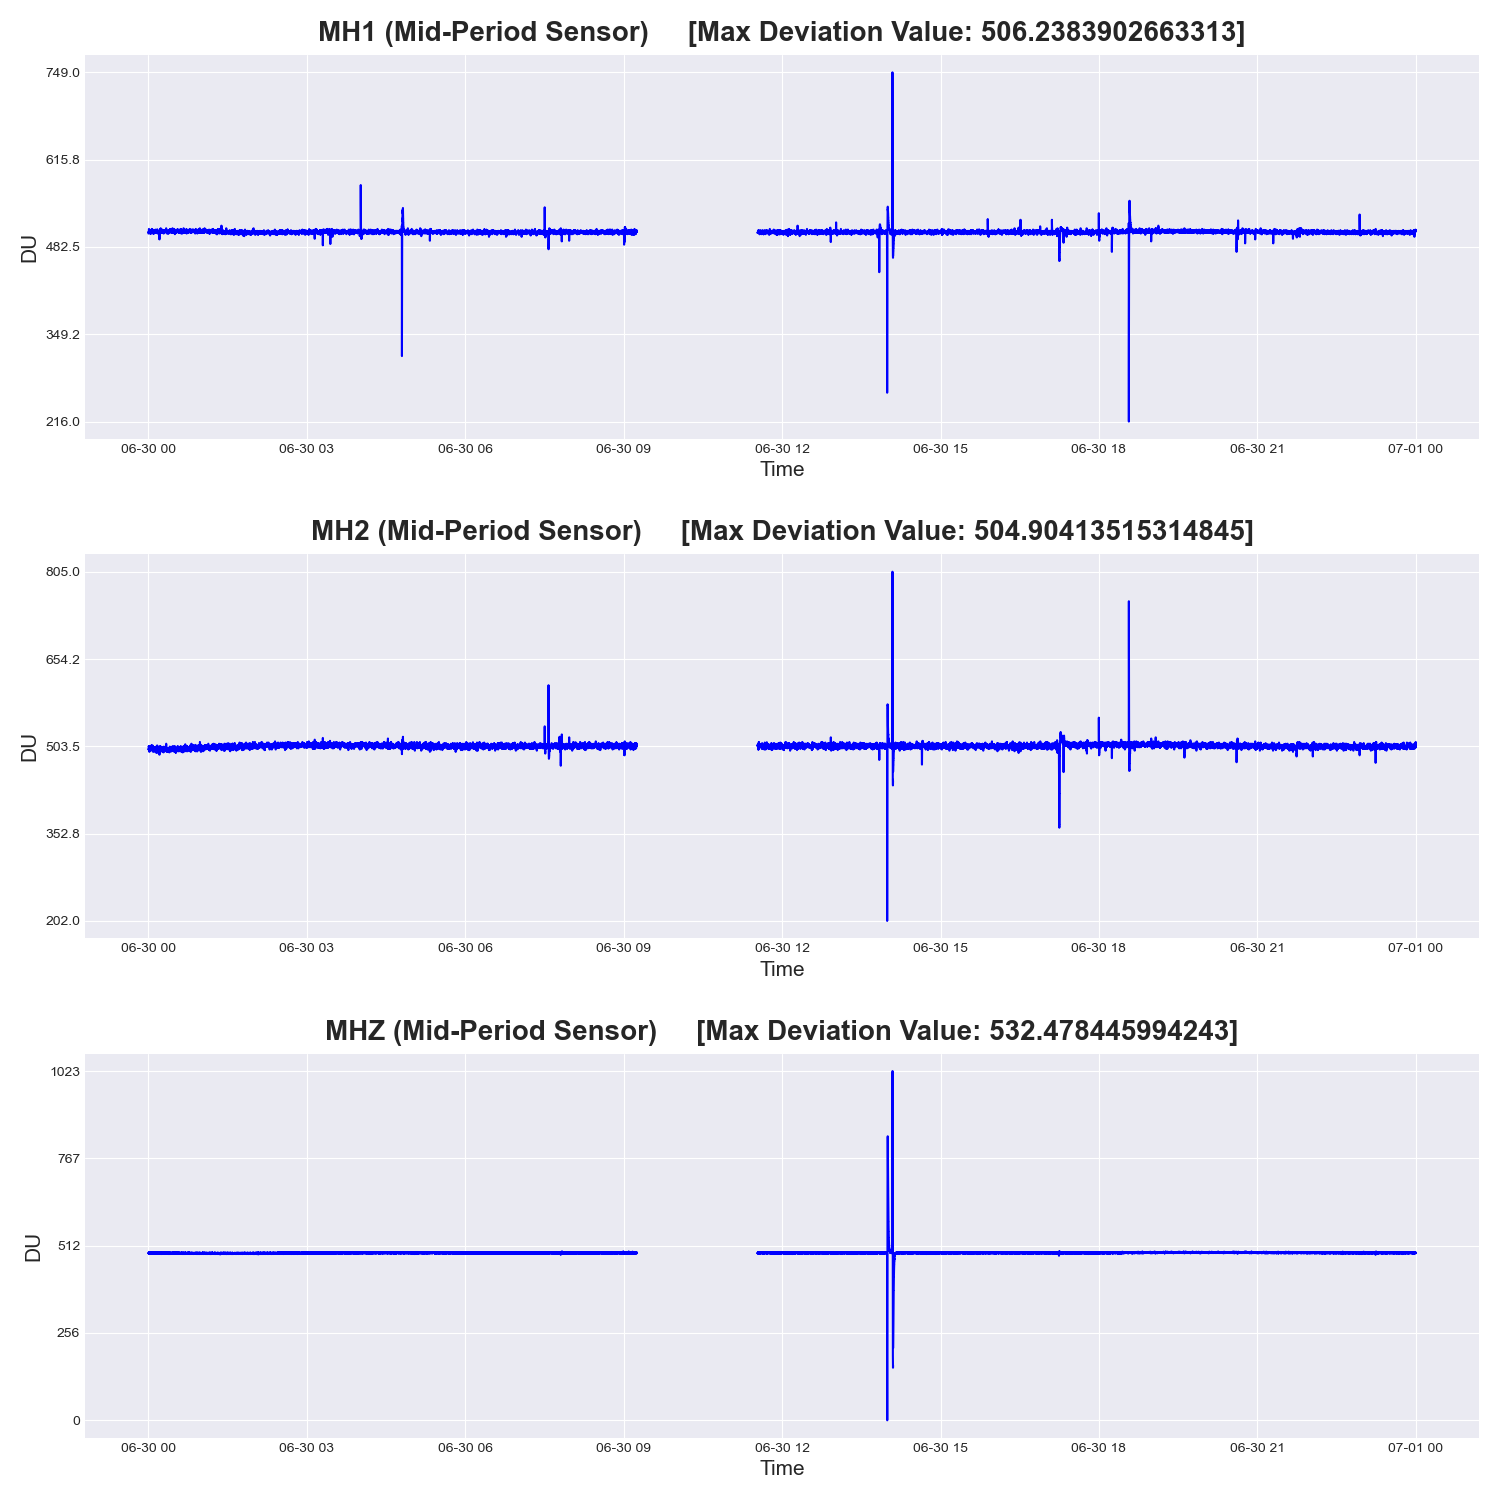 MH1 (Mid-Period Sensor) [Max Deviation Value: 506.2383902663313]
749.0
615.8
482.5
349.2
216.0
DU
06-30 00 06-30 03 06-30 06 06-30 09 06-30 12 06-30 15 06-30 18 06-30 21 07-01 00
Time
MH2 (Mid-Period Sensor) [Max Deviation Value: 504.90413515314845]
805.0
654.2
503.5
352.8
202.0
DU
06-30 00 06-30 03 06-30 06 06-30 09 06-30 12 06-30 15 06-30 18 06-30 21 07-01 00
Time
MHZ (Mid-Period Sensor) [Max Deviation Value: 532.478445994243]
1023
767
512
256
0
DU
06-30 00 06-30 03 06-30 06 06-30 09 06-30 12 06-30 15 06-30 18 06-30 21 07-01 00
Time